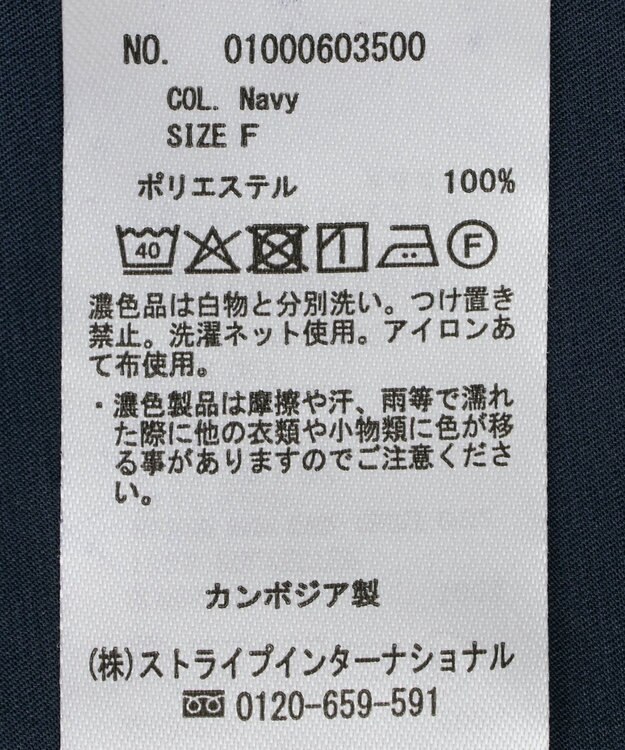 NO. 01000603500
COL. Navy
SIZE F
ポリエステル 100%
40 F
濃色品は白物と分別洗い。つけ置き
禁止。洗濯ネット使用。アイロンあ
て布使用。
・濃色製品は摩擦や汗、雨等で濡れ
た際に他の衣類や小物類に色が移
る事がありますのでご注意くださ
い。
カンボジア製
(株)ストライプインターナショナル
0120-659-591